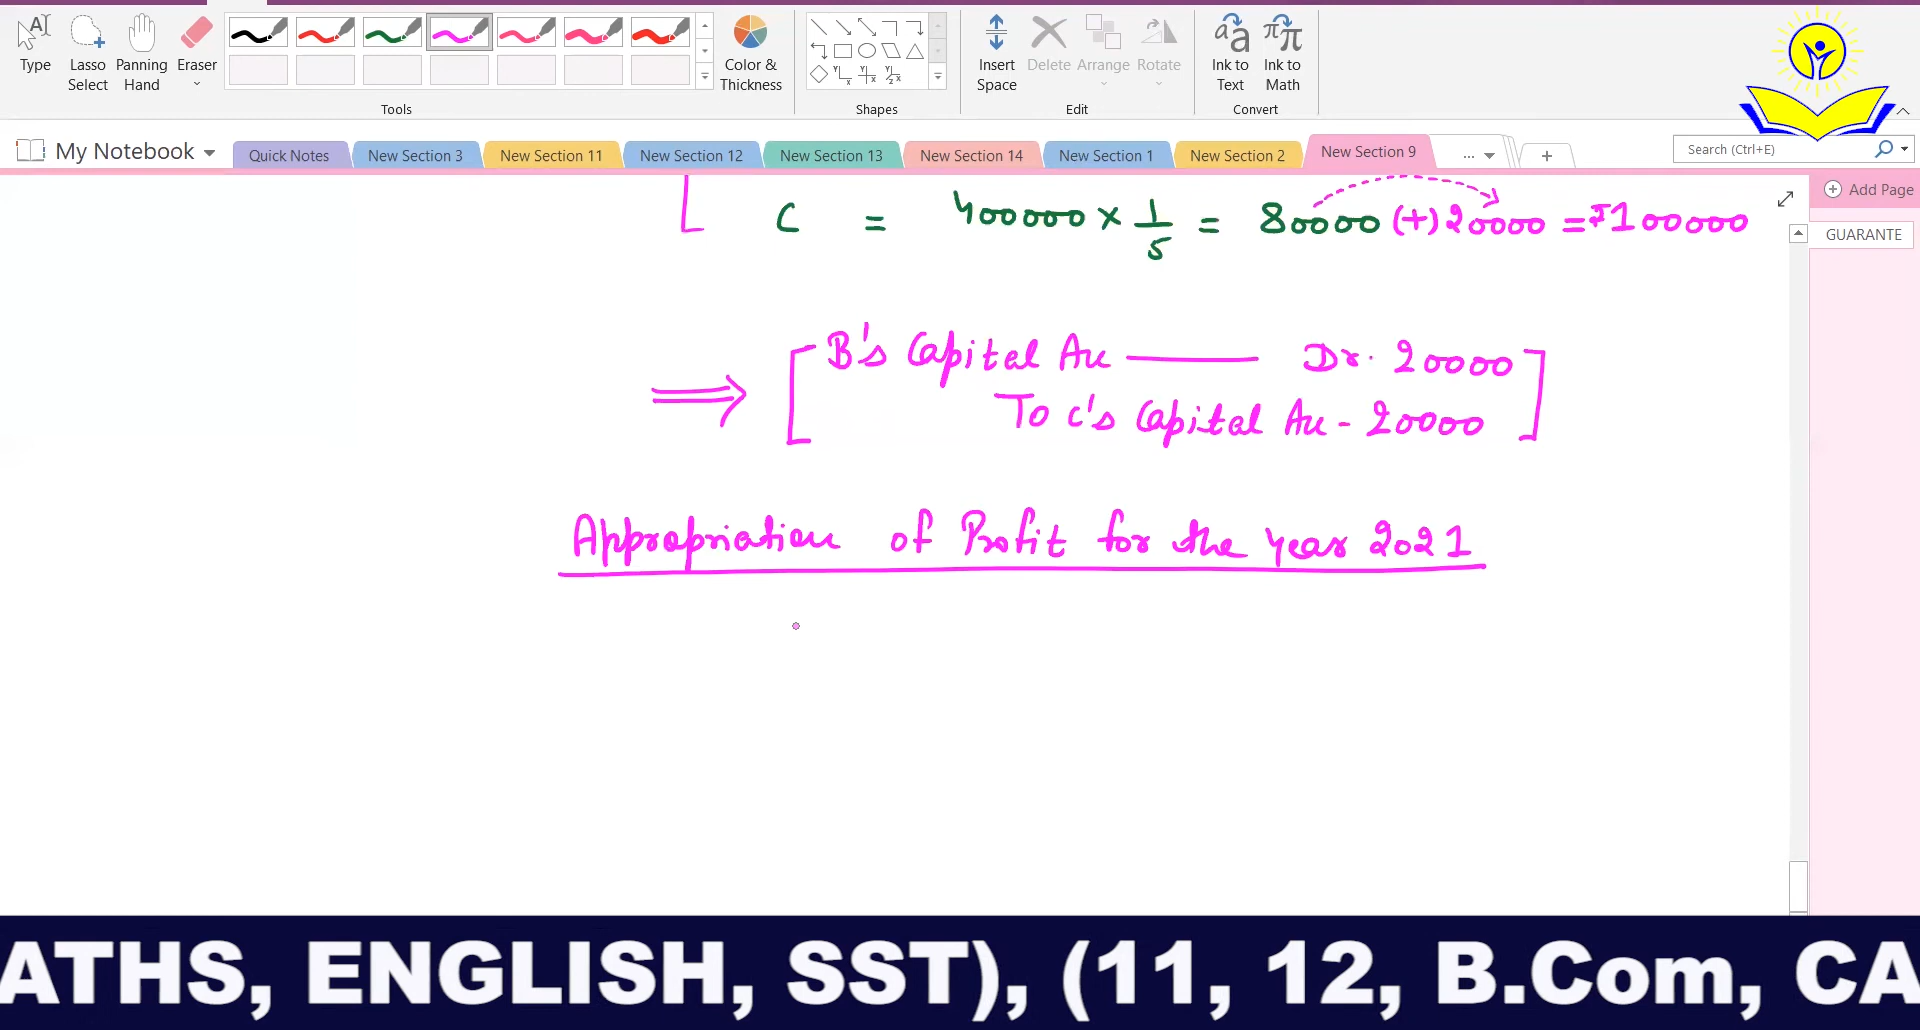 Type
Lasso Select
Panning Hand
Eraser
Color & Thickness
Insert Space
Delete
Arrange
Rotate
Ink to Text
Ink to Math
Tools
Shapes
Edit
Convert
My Notebook
Quick Notes
New Section 3
New Section 11
New Section 12
New Section 13
New Section 14
New Section 1
New Section 2
New Section 9
...
Search (Ctrl+E)
Add Page
GUARANTE
C = 400000 × 1/5 = 80000 (+) 20000 = ₹100000
B's Capital A/c —— Dr. 20000
To C's Capital A/c - 20000
Appropriation of Profit for the year 2021
ATHS, ENGLISH, SST), (11, 12, B.Com, CA